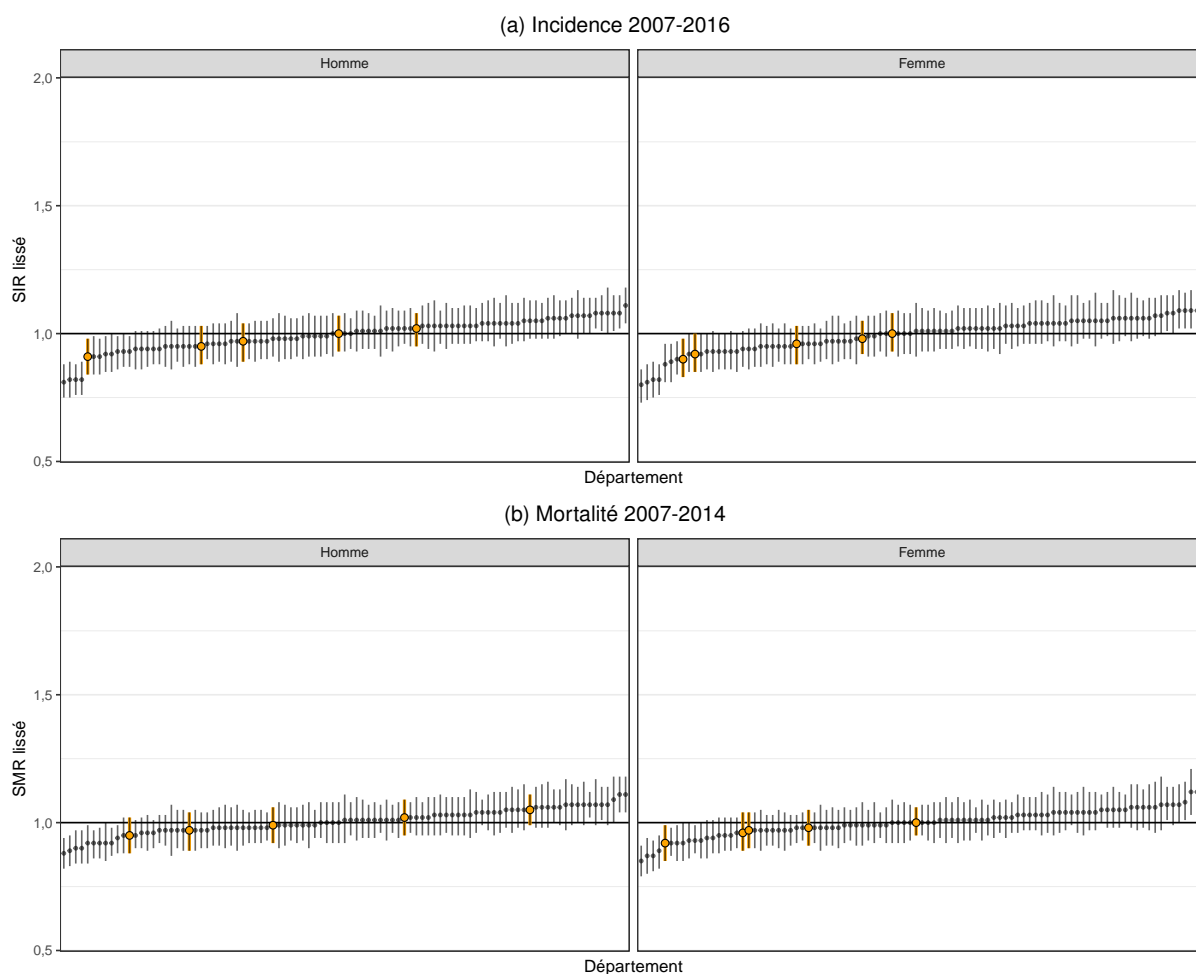 (a) Incidence 2007-2016
Homme
Femme
2,0
1,5
1,0
0,5
SIR lissé
Département
(b) Mortalité 2007-2014
Homme
Femme
2,0
1,5
1,0
0,5
SMR lissé
Département